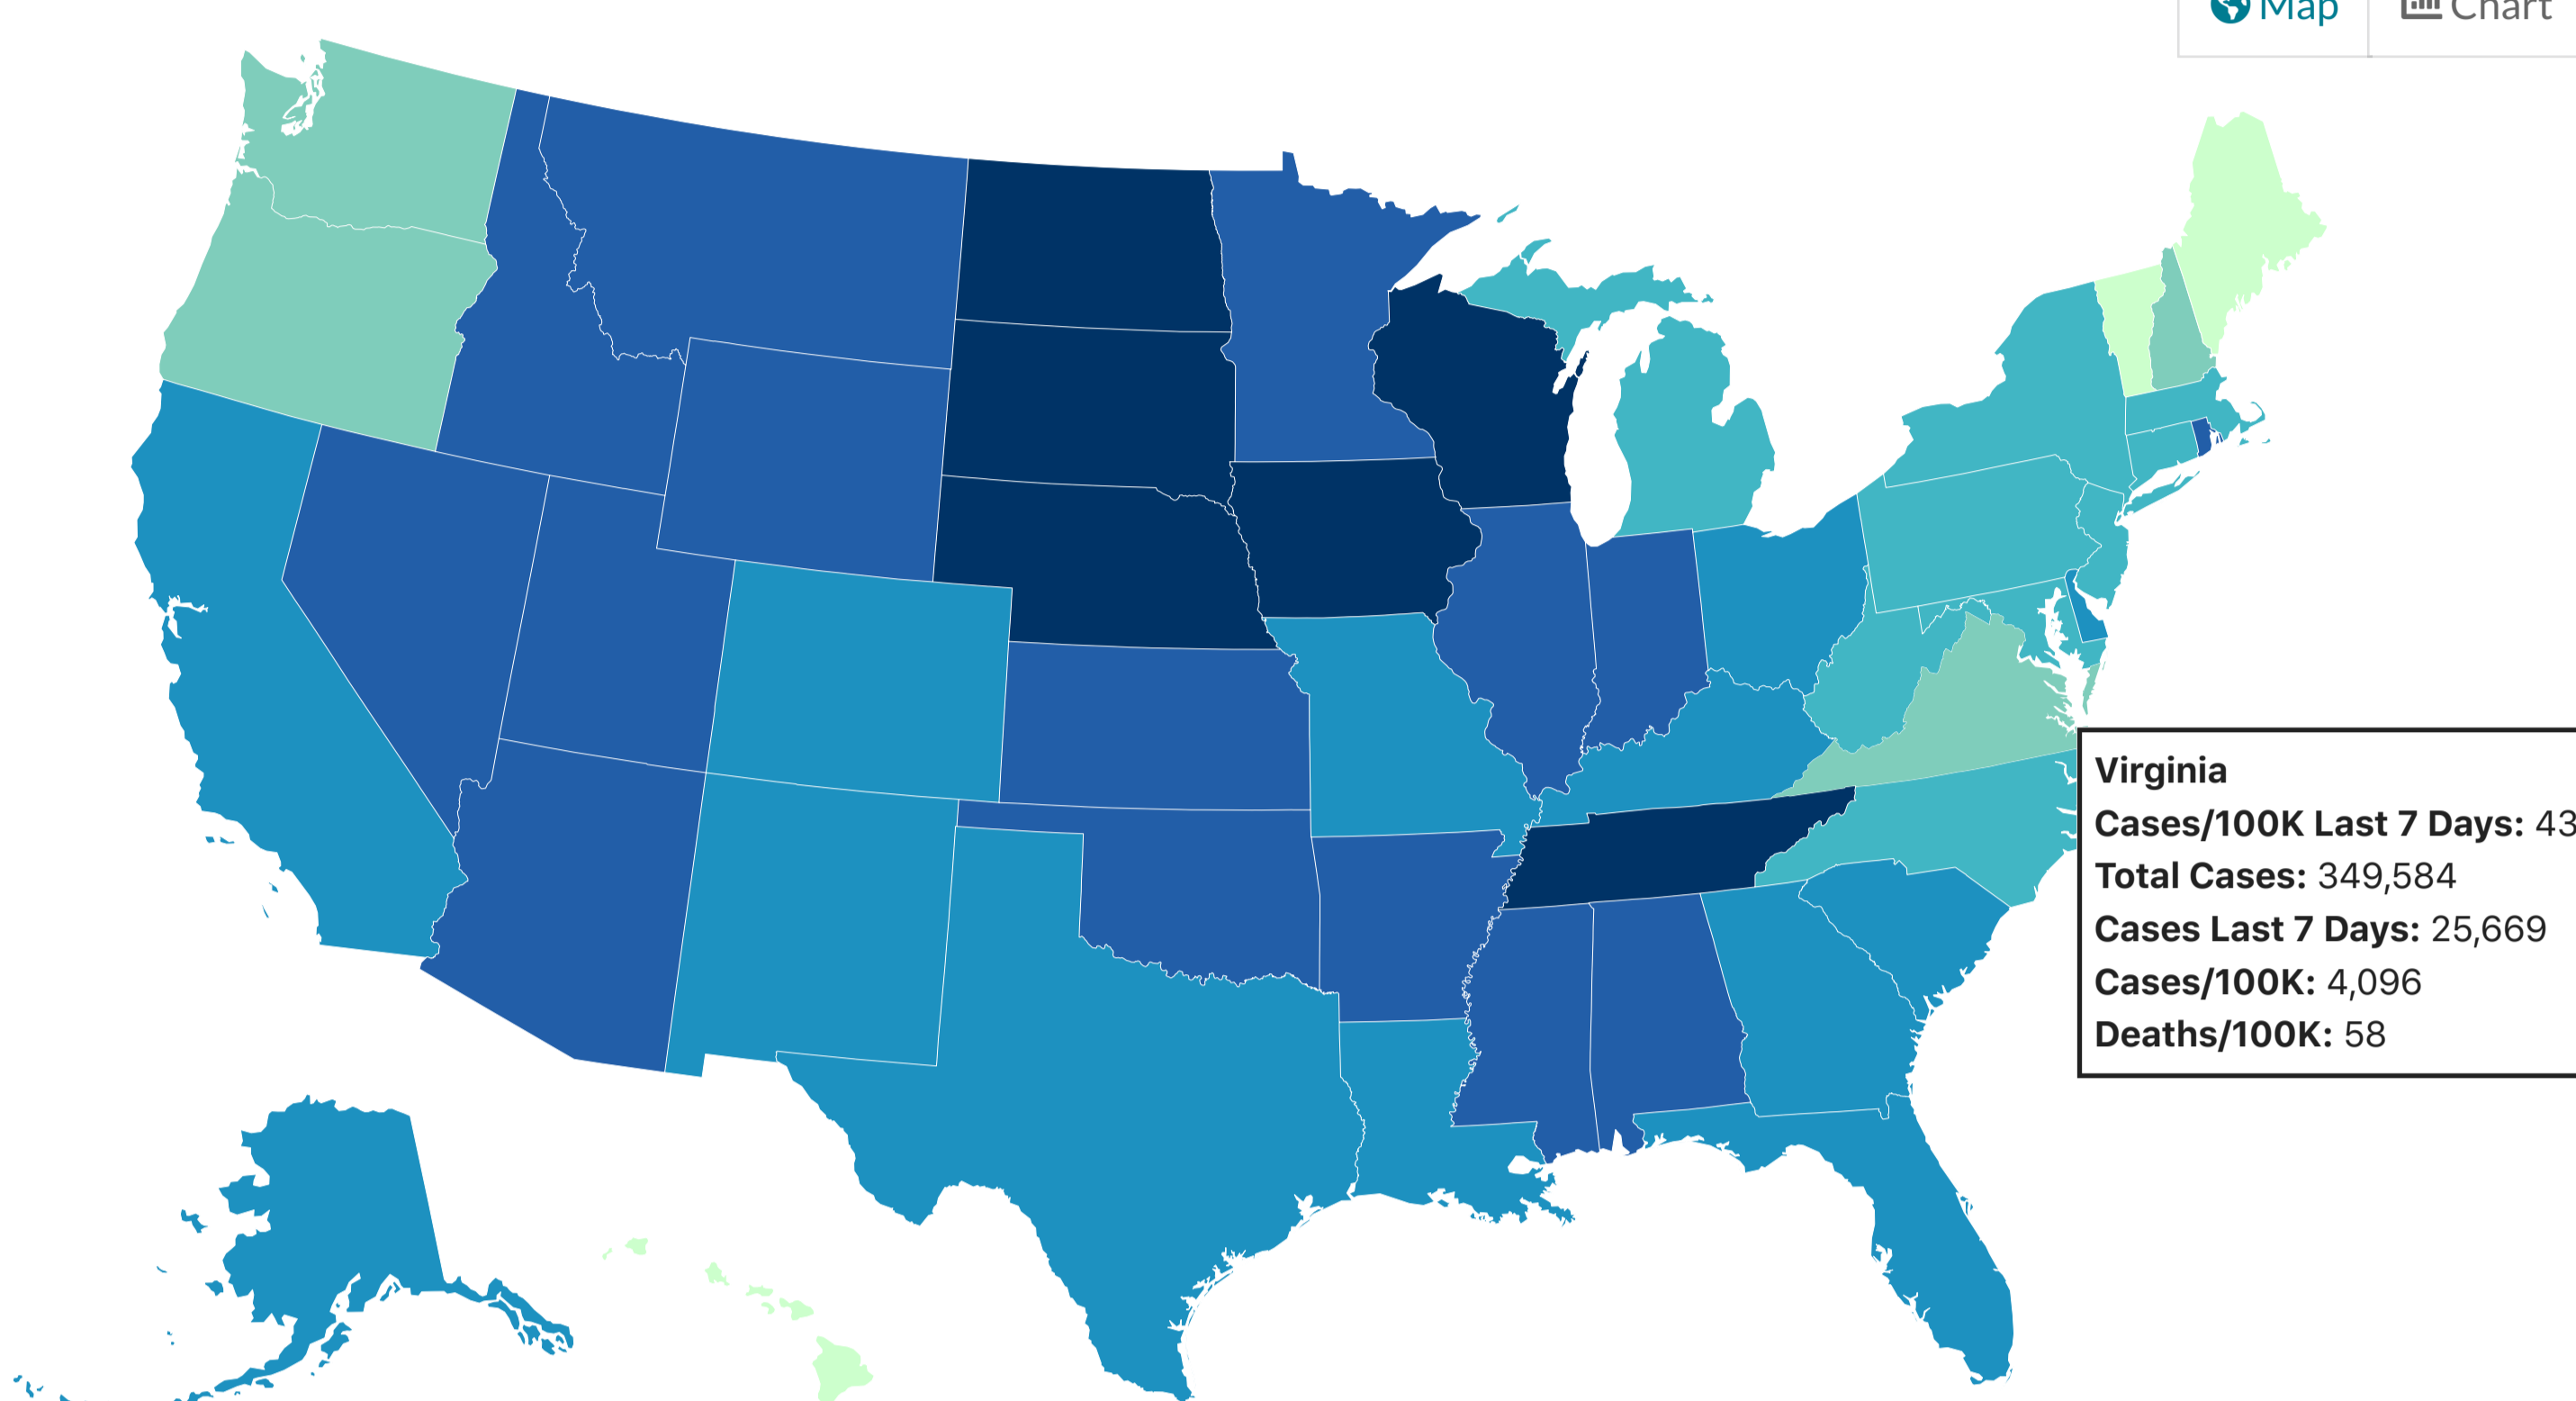 Map Chart
Virginia
Cases/100K Last 7 Days: 43
Total Cases: 349,584
Cases Last 7 Days: 25,669
Cases/100K: 4,096
Deaths/100K: 58